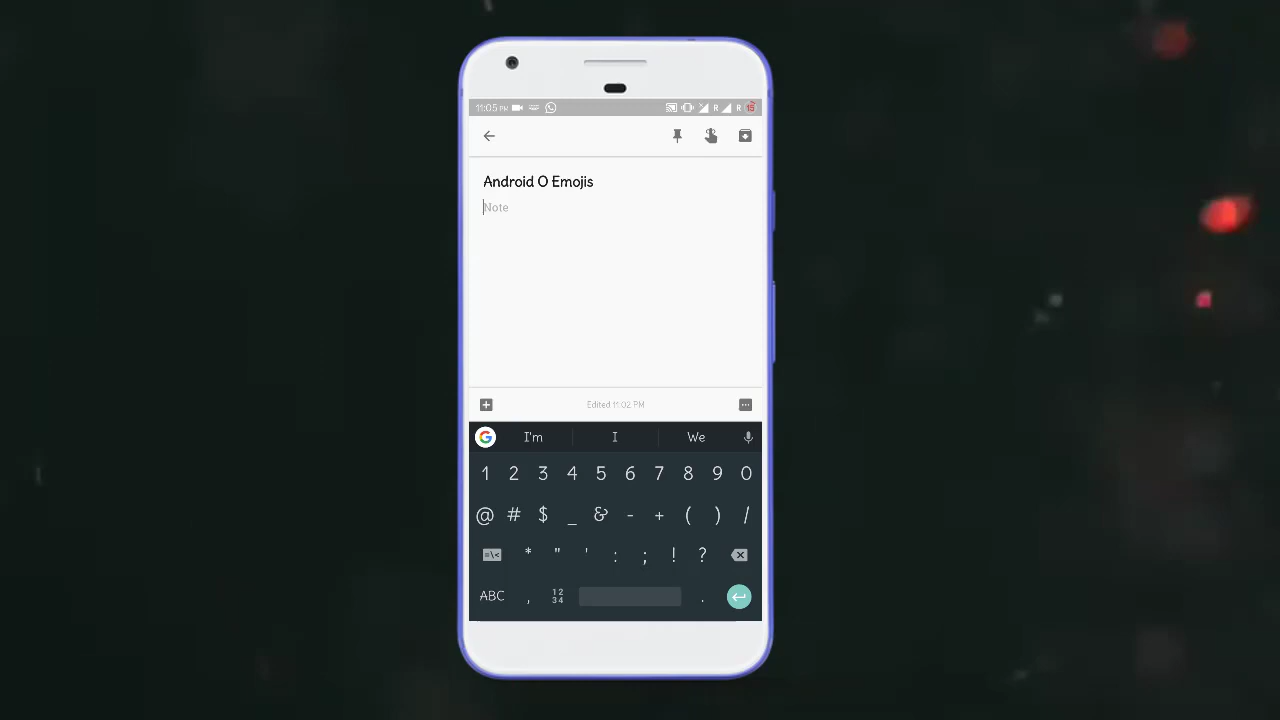 11:05 PM R R 15
Android O Emojis
Note
Edited 11:02 PM
G I'm I We
1 2 3 4 5 6 7 8 9 0
@ # $ _ & - + ( ) /
=\< * " ' : ; ! ?
ABC , 12 34 .